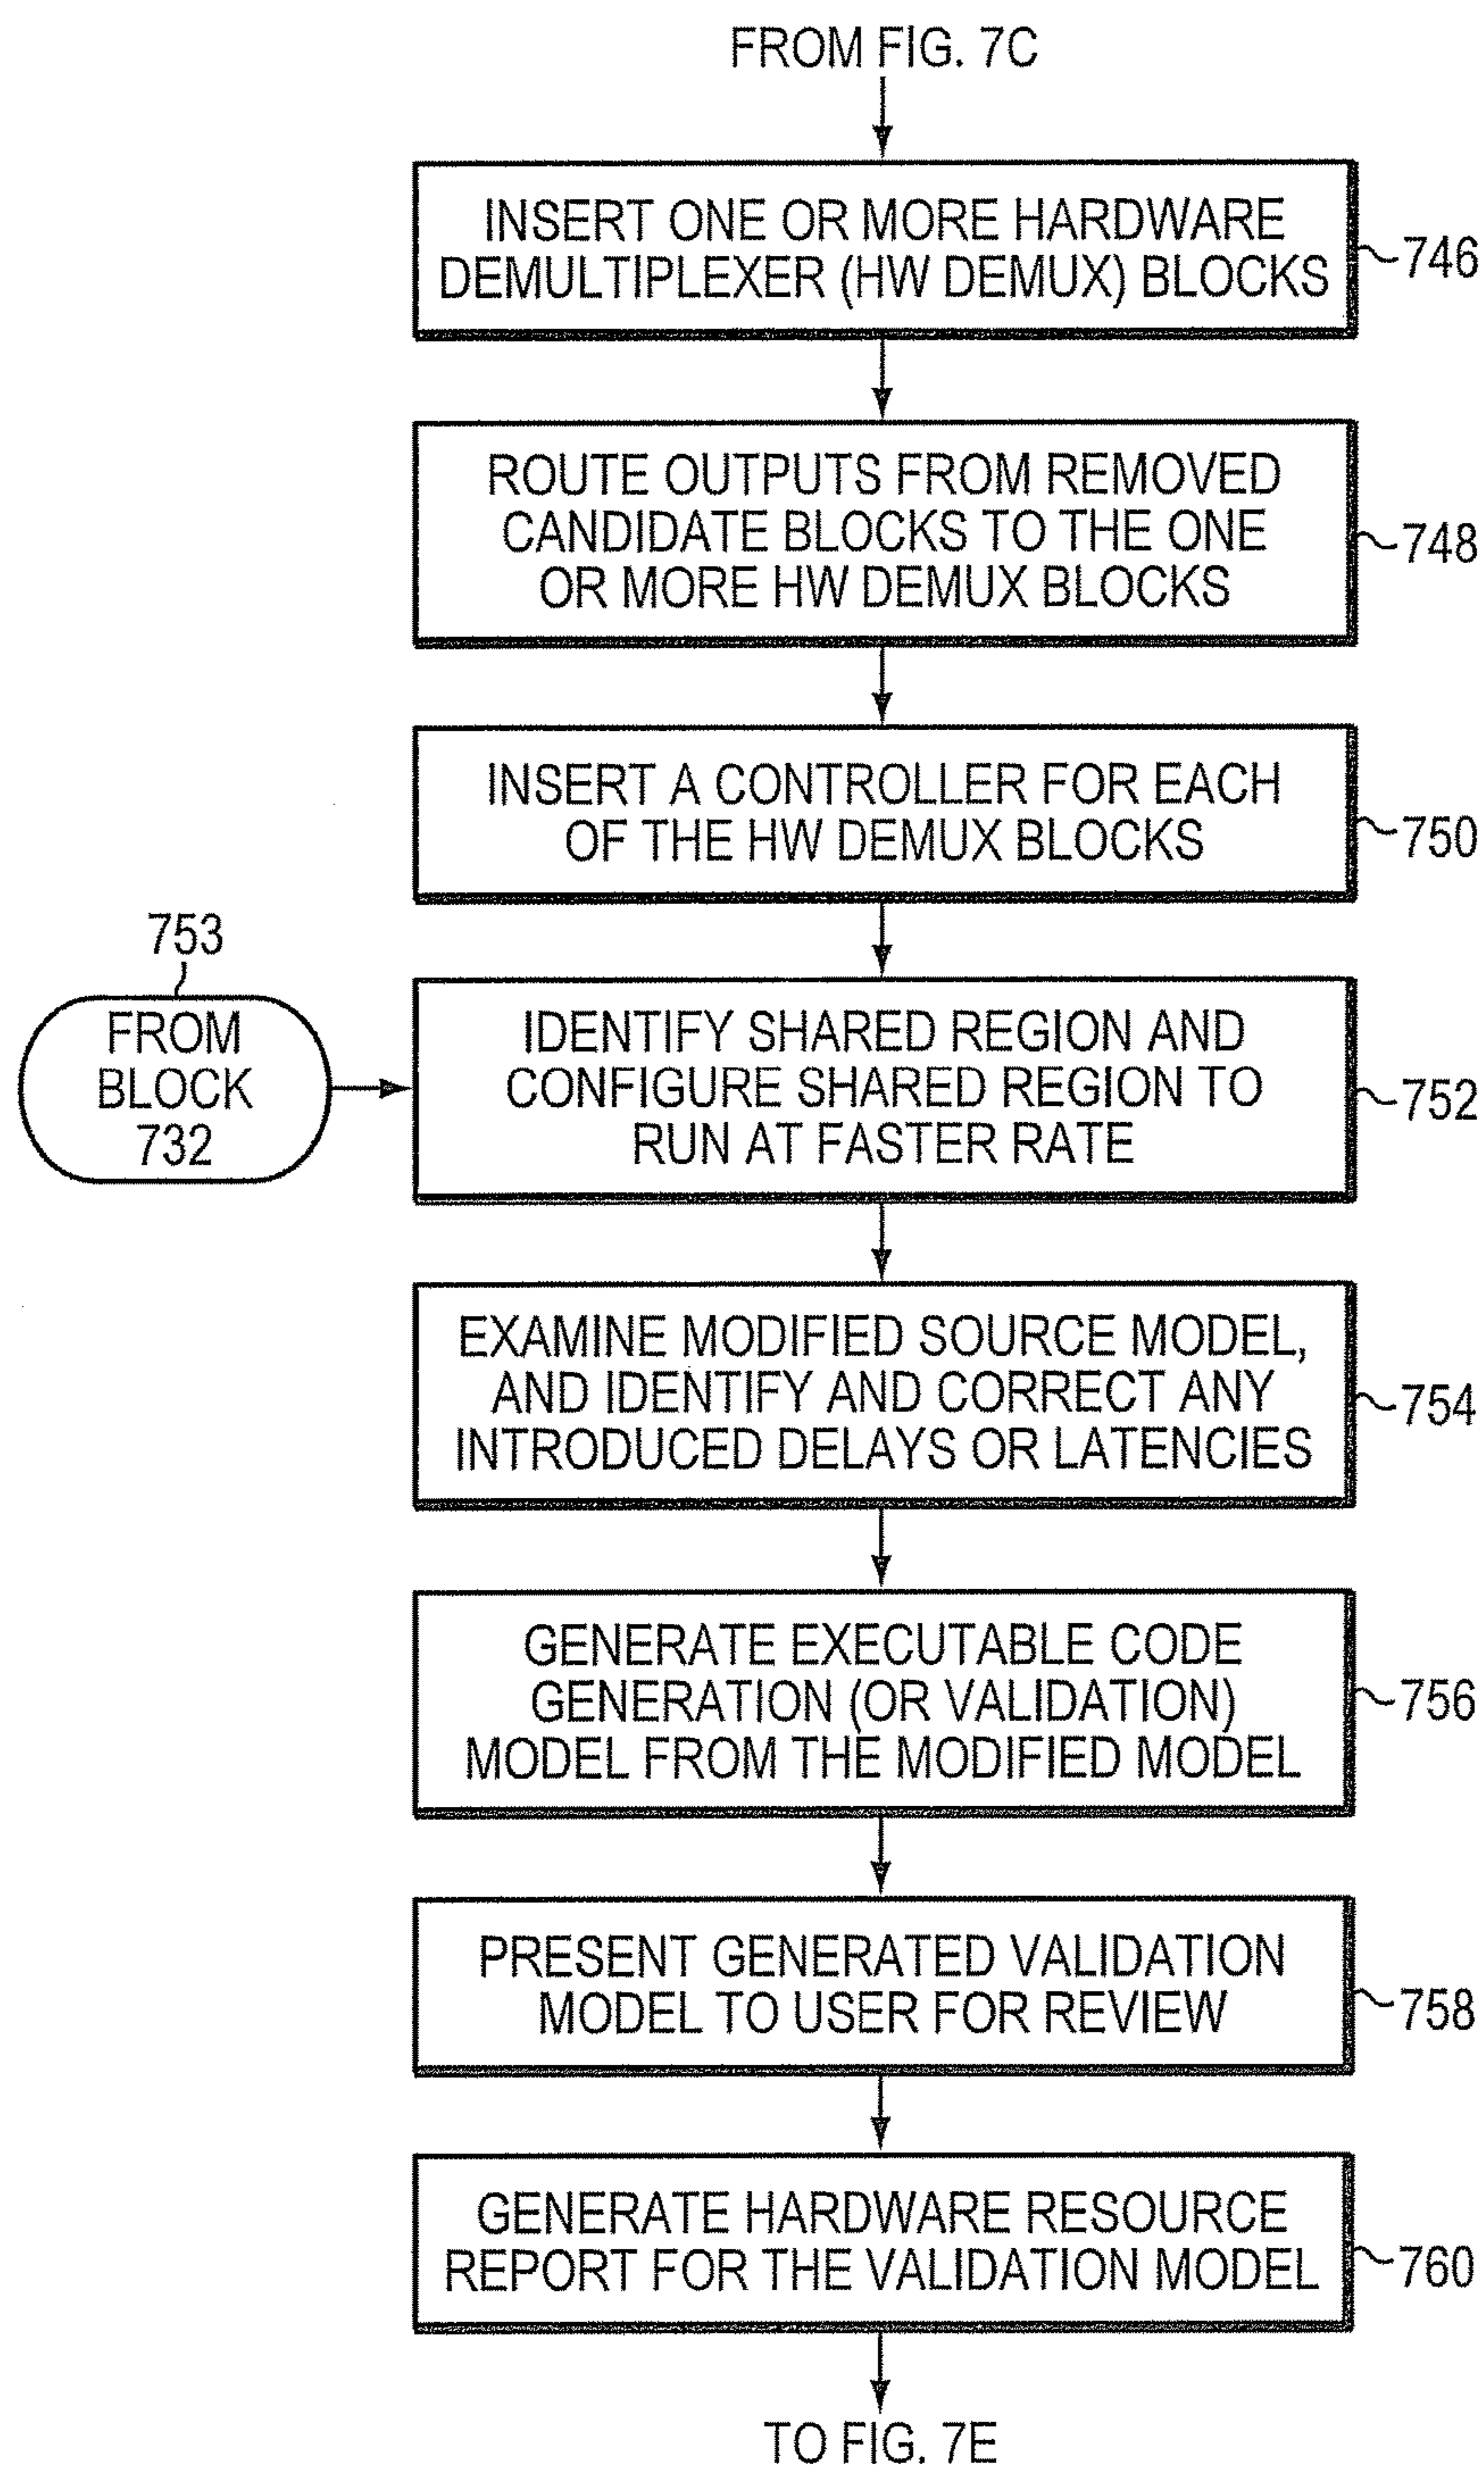 FROM FIG. 7C
INSERT ONE OR MORE HARDWARE
DEMULTIPLEXER (HW DEMUX) BLOCKS
746
ROUTE OUTPUTS FROM REMOVED
CANDIDATE BLOCKS TO THE ONE
OR MORE HW DEMUX BLOCKS
748
INSERT A CONTROLLER FOR EACH
OF THE HW DEMUX BLOCKS
750
753
FROM
BLOCK
732
IDENTIFY SHARED REGION AND
CONFIGURE SHARED REGION TO
RUN AT FASTER RATE
752
EXAMINE MODIFIED SOURCE MODEL,
AND IDENTIFY AND CORRECT ANY
INTRODUCED DELAYS OR LATENCIES
754
GENERATE EXECUTABLE CODE
GENERATION (OR VALIDATION)
MODEL FROM THE MODIFIED MODEL
756
PRESENT GENERATED VALIDATION
MODEL TO USER FOR REVIEW
758
GENERATE HARDWARE RESOURCE
REPORT FOR THE VALIDATION MODEL
760
TO FIG. 7E